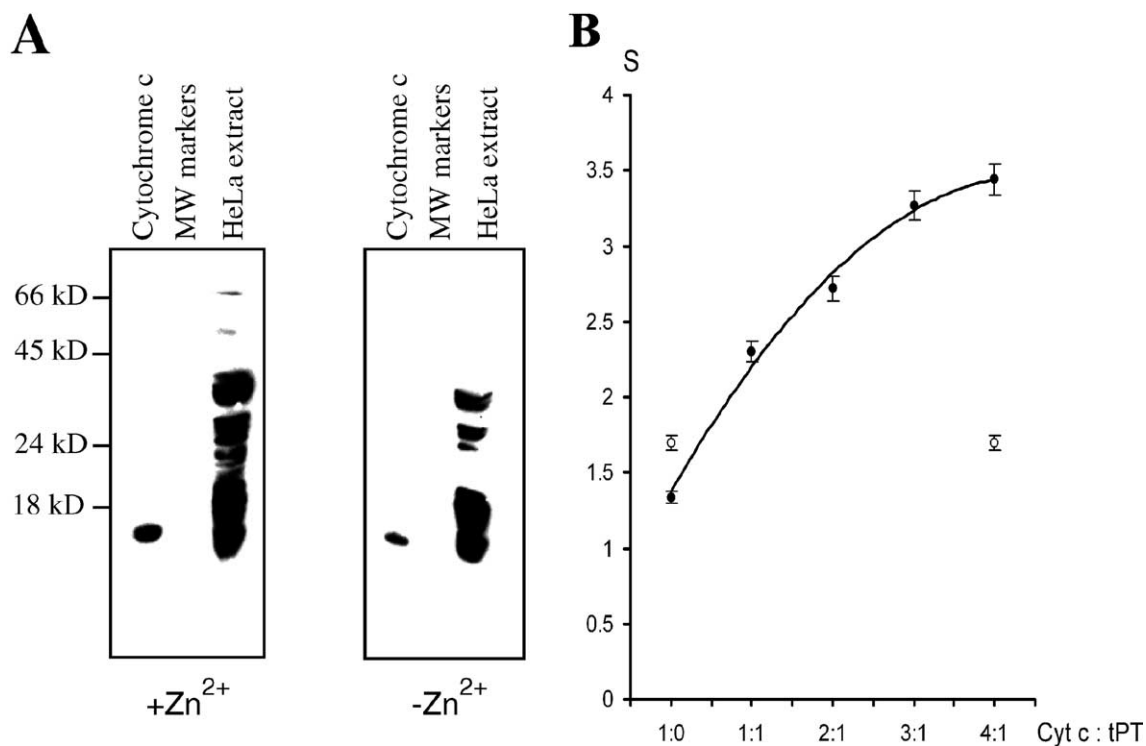 A
Cytochrome c
MW markers
HeLa extract
Cytochrome c
MW markers
HeLa extract
66 kD
45 kD
24 kD
18 kD
+Zn²⁺
-Zn²⁺
B
S
4
3.5
3
2.5
2
1.5
1
0.5
0
1:0 1:1 2:1 3:1 4:1 Cyt c : tPT